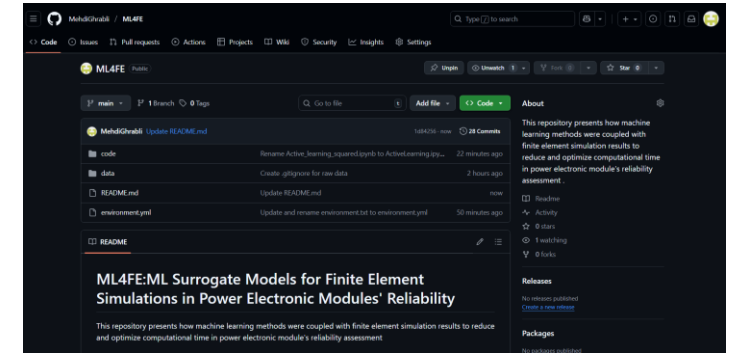 MehdiGhrabli / ML4FE
Type / to search
Code Issues Pull requests Actions Projects Wiki Security Insights Settings
ML4FE Public
Unpin Unwatch 1 Fork 0 Star 0
main 1 Branch 0 Tags
Go to file t Add file Code
MehdiGhrabli Update README.md 1d84256 · now 28 Commits
code Rename Active_learning_squared.ipynb to ActiveLearning.ipy... 22 minutes ago
data Create .gitignore for raw data 2 hours ago
README.md Update README.md now
environment.yml Update and rename environment.txt to environment.yml 50 minutes ago
README
ML4FE:ML Surrogate Models for Finite Element
Simulations in Power Electronic Modules' Reliability
This repository presents how machine learning methods were coupled with finite element simulation results to reduce
and optimize computational time in power electronic module's reliability assessment
About
This repository presents how machine
learning methods were coupled with
finite element simulation results to
reduce and optimize computational time
in power electronic module's reliability
assessment .
Readme
Activity
0 stars
1 watching
0 forks
Releases
No releases published
Create a new release
Packages
No packages published